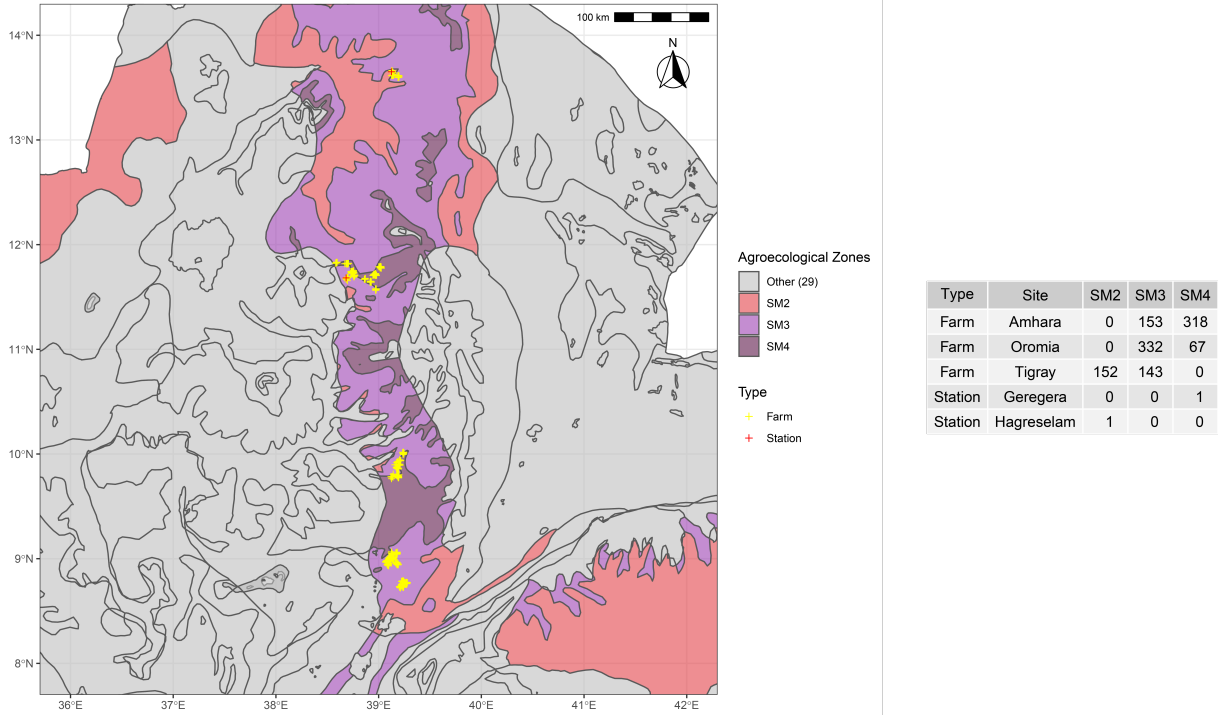 100 km
N
14°N
13°N
12°N
11°N
10°N
9°N
8°N
36°E
37°E
38°E
39°E
40°E
41°E
42°E
Agroecological Zones
Other (29)
SM2
SM3
SM4
Type
Farm
Station
Type Site SM2 SM3 SM4
Farm Amhara 0 153 318
Farm Oromia 0 332 67
Farm Tigray 152 143 0
Station Geregera 0 0 1
Station Hagreselam 1 0 0